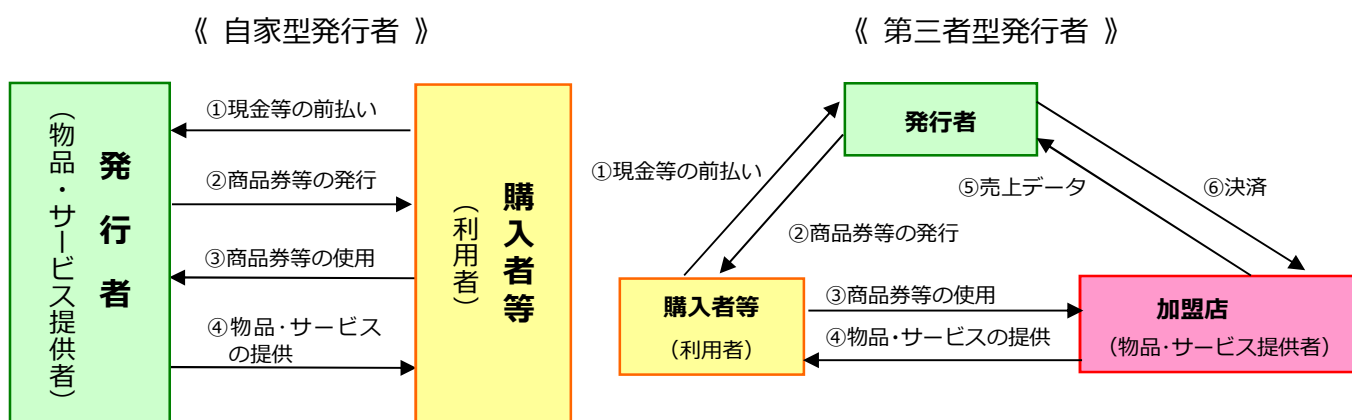 《 自家型発行者 》
発行者
（物品・サービス提供者）
①現金等の前払い
②商品券等の発行
③商品券等の使用
④物品・サービス
の提供
購入者等
（利用者）
《 第三者型発行者 》
発行者
①現金等の前払い
②商品券等の発行
⑤売上データ
⑥決済
購入者等
（利用者）
③商品券等の使用
④物品・サービスの提供
加盟店
（物品・サービス提供者）